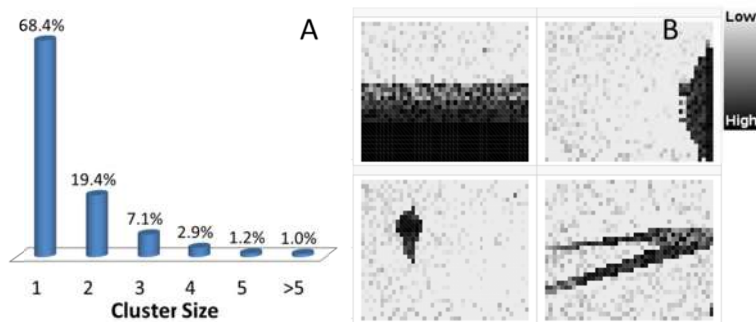 A
B
Low
High
68.4%
19.4%
7.1%
2.9%
1.2%
1.0%
1 2 3 4 5 >5
Cluster Size